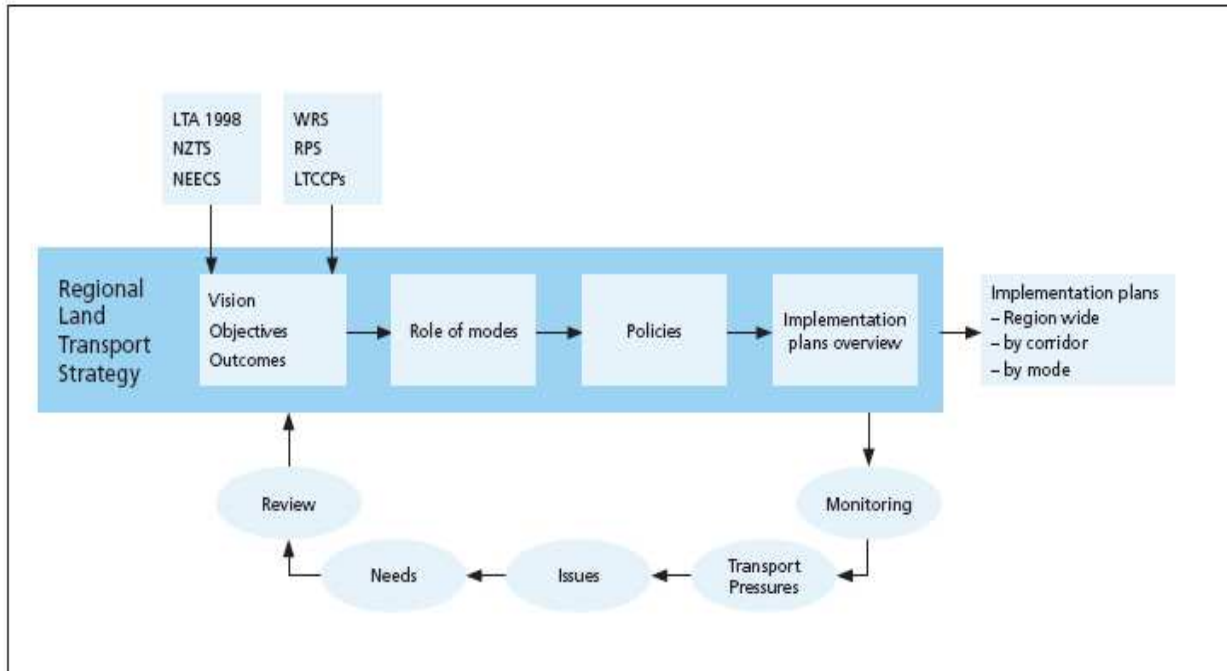 LTA 1998
NZTS
NEECS
WRS
RPS
LTCCPs
Regional
Land
Transport
Strategy
Vision
Objectives
Outcomes
Role of modes
Policies
Implementation
plans overview
Implementation plans
– Region wide
– by corridor
– by mode
Review
Monitoring
Needs
Issues
Transport
Pressures